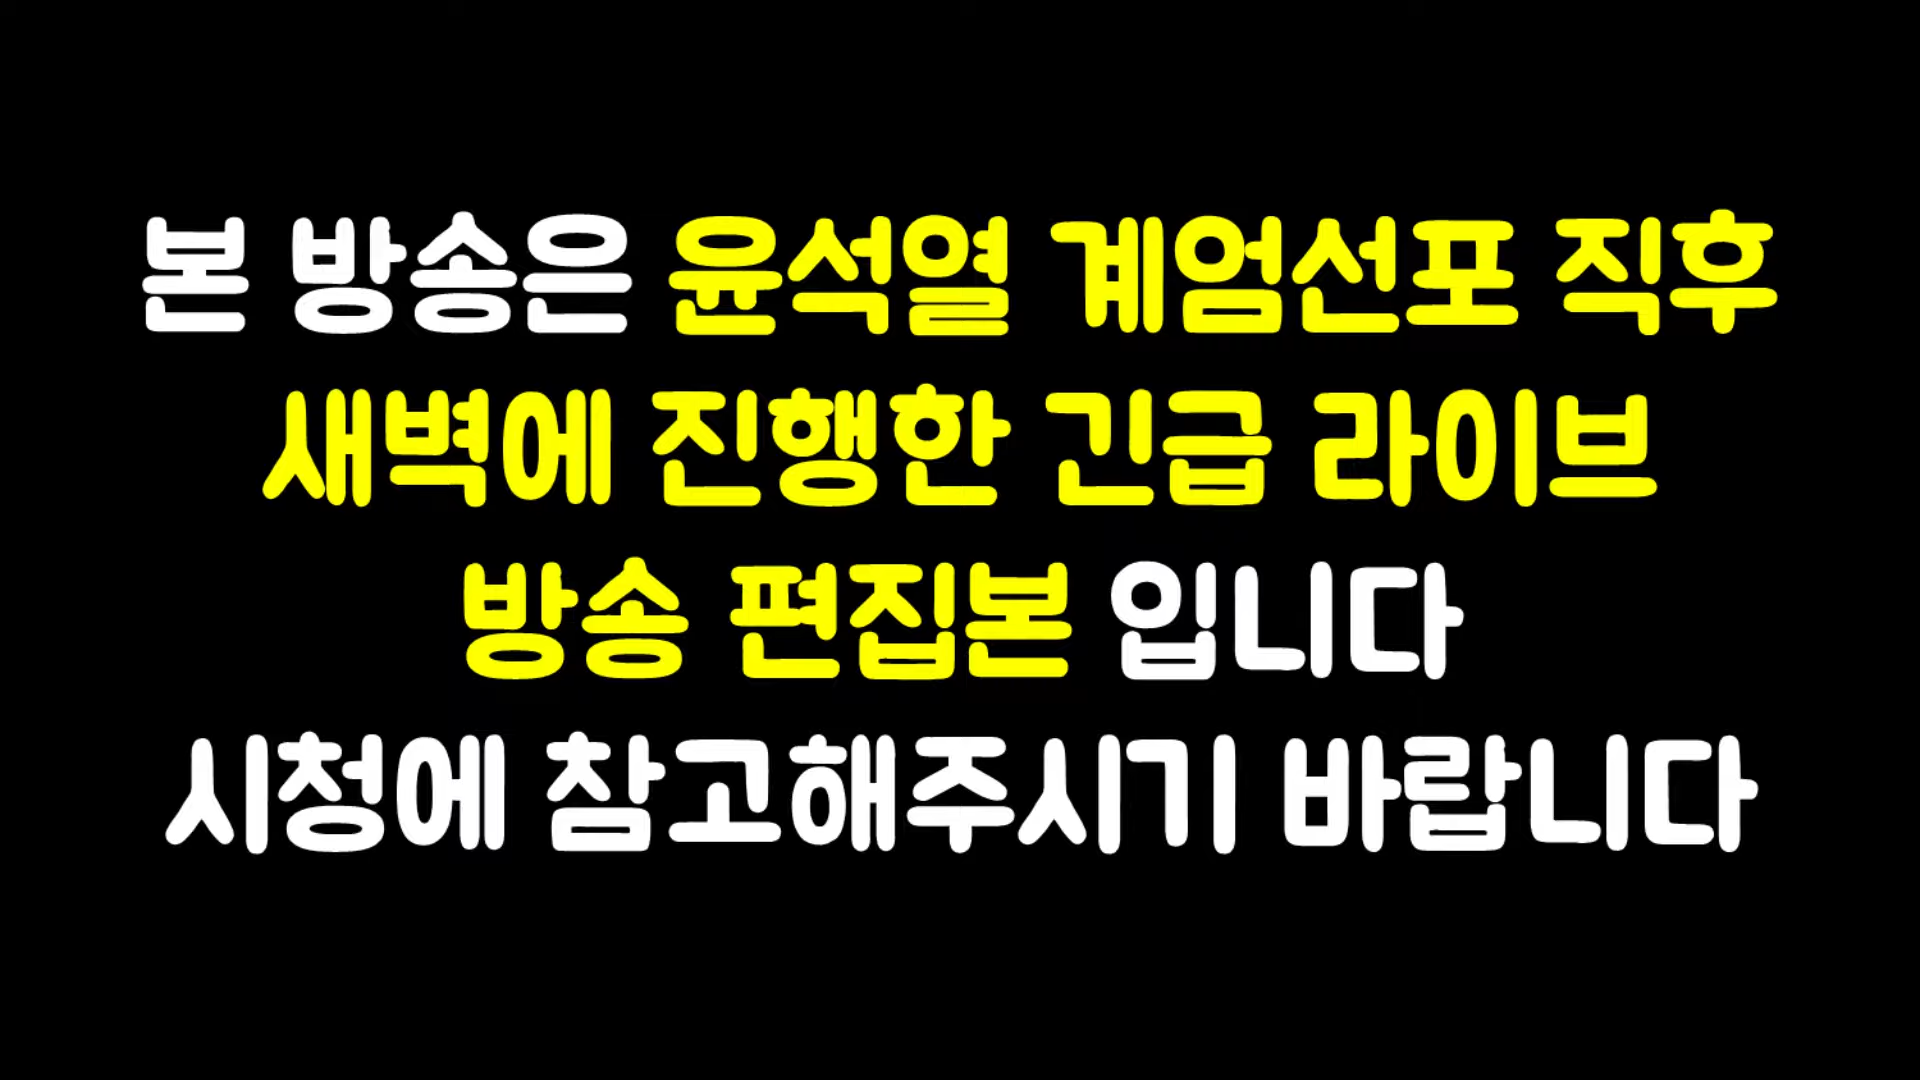 본 방송은 윤석열 계엄선포 직후
새벽에 진행한 긴급 라이브
방송 편집본 입니다
시청에 참고해주시기 바랍니다